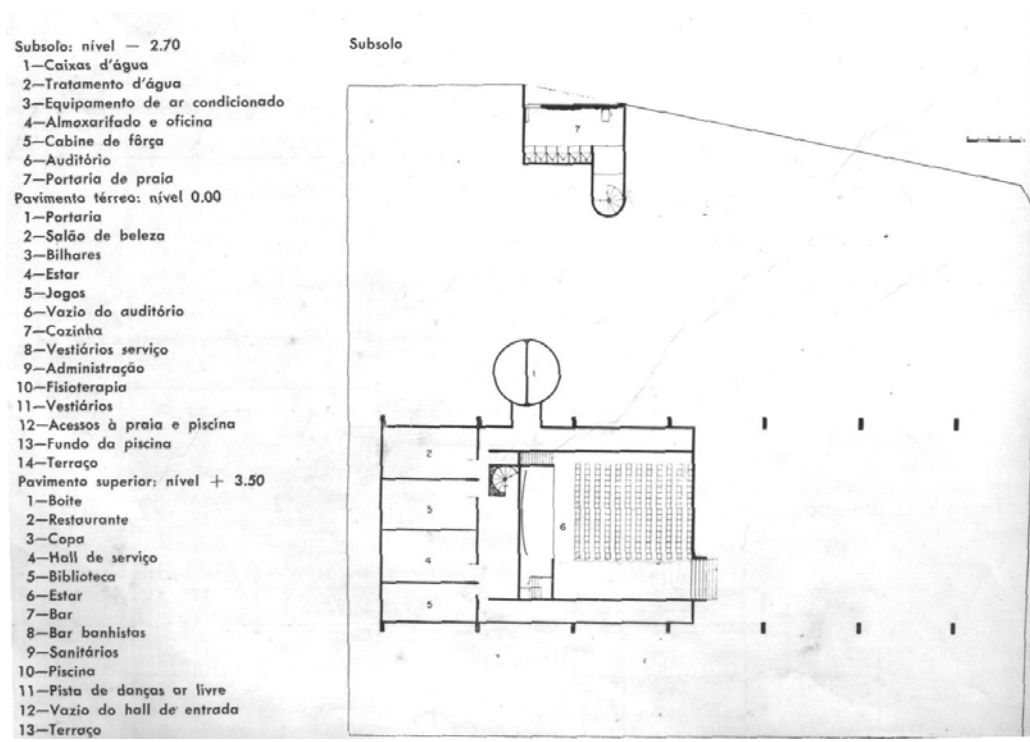 Subsolo: nível — 2.70
1—Caixas d'água
2—Tratamento d'água
3—Equipamento de ar condicionado
4—Almoxarifado e oficina
5—Cabine de fôrça
6—Auditório
7—Portaria de praia
Pavimento térreo: nível 0.00
1—Portaria
2—Salão de beleza
3—Bilhares
4—Estar
5—Jogos
6—Vazio do auditório
7—Cozinha
8—Vestiários serviço
9—Administração
10—Fisioterapia
11—Vestiários
12—Acessos à praia e piscina
13—Fundo da piscina
14—Terraço
Pavimento superior: nível + 3.50
1—Boite
2—Restaurante
3—Copa
4—Hall de serviço
5—Biblioteca
6—Estar
7—Bar
8—Bar banhistas
9—Sanitários
10—Piscina
11—Pista de danças ar livre
12—Vazio do hall de entrada
13—Terraço
Subsolo
7
1
2
5
6
4
5